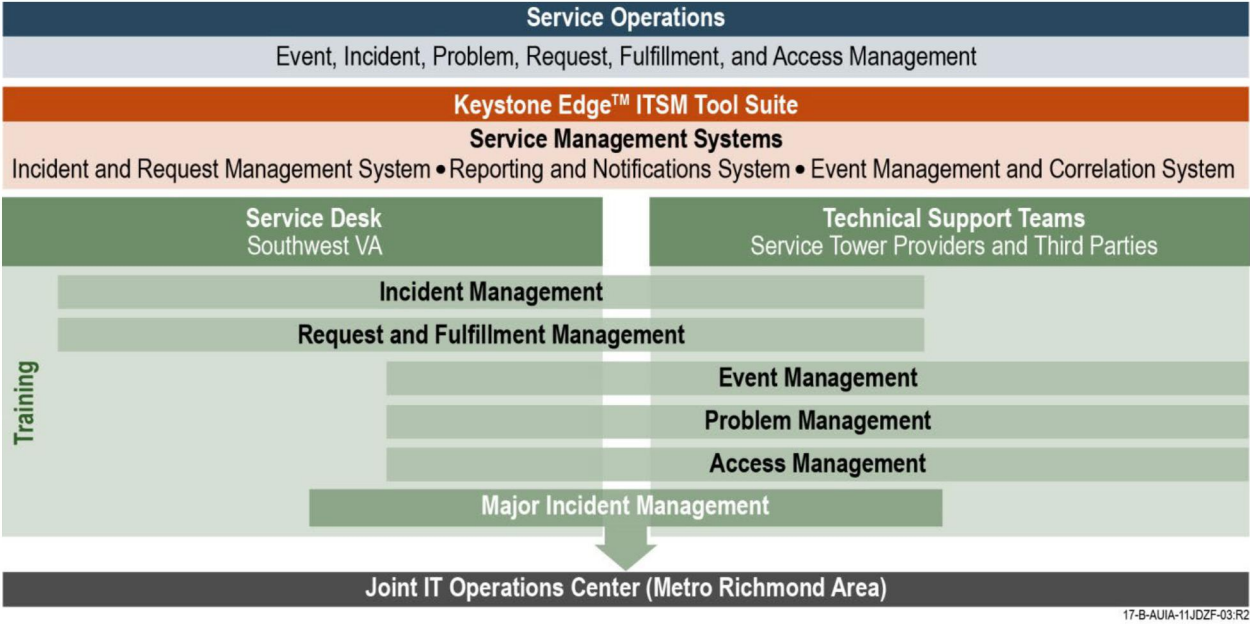 Service Operations
Event, Incident, Problem, Request, Fulfillment, and Access Management
Keystone Edge™ ITSM Tool Suite
Service Management Systems
Incident and Request Management System • Reporting and Notifications System • Event Management and Correlation System
Service Desk
Southwest VA
Technical Support Teams
Service Tower Providers and Third Parties
Training
Incident Management
Request and Fulfillment Management
Event Management
Problem Management
Access Management
Major Incident Management
Joint IT Operations Center (Metro Richmond Area)
17-B-AUIA-11JDZF-03:R2